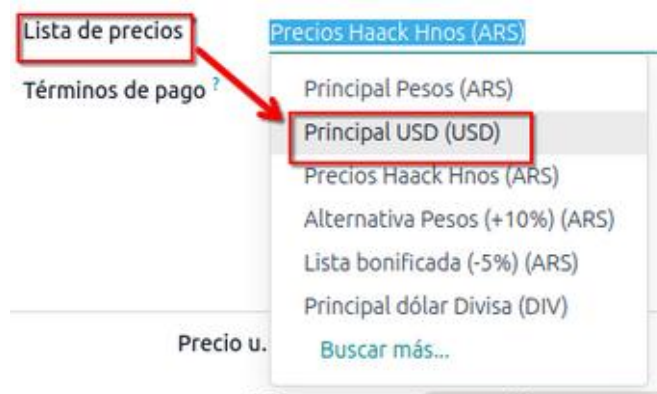 Lista de precios
Precios Haack Hnos (ARS)
Términos de pago ?
Principal Pesos (ARS)
Principal USD (USD)
Precios Haack Hnos (ARS)
Alternativa Pesos (+10%) (ARS)
Lista bonificada (-5%) (ARS)
Principal dólar Divisa (DIV)
Precio u.
Buscar más...